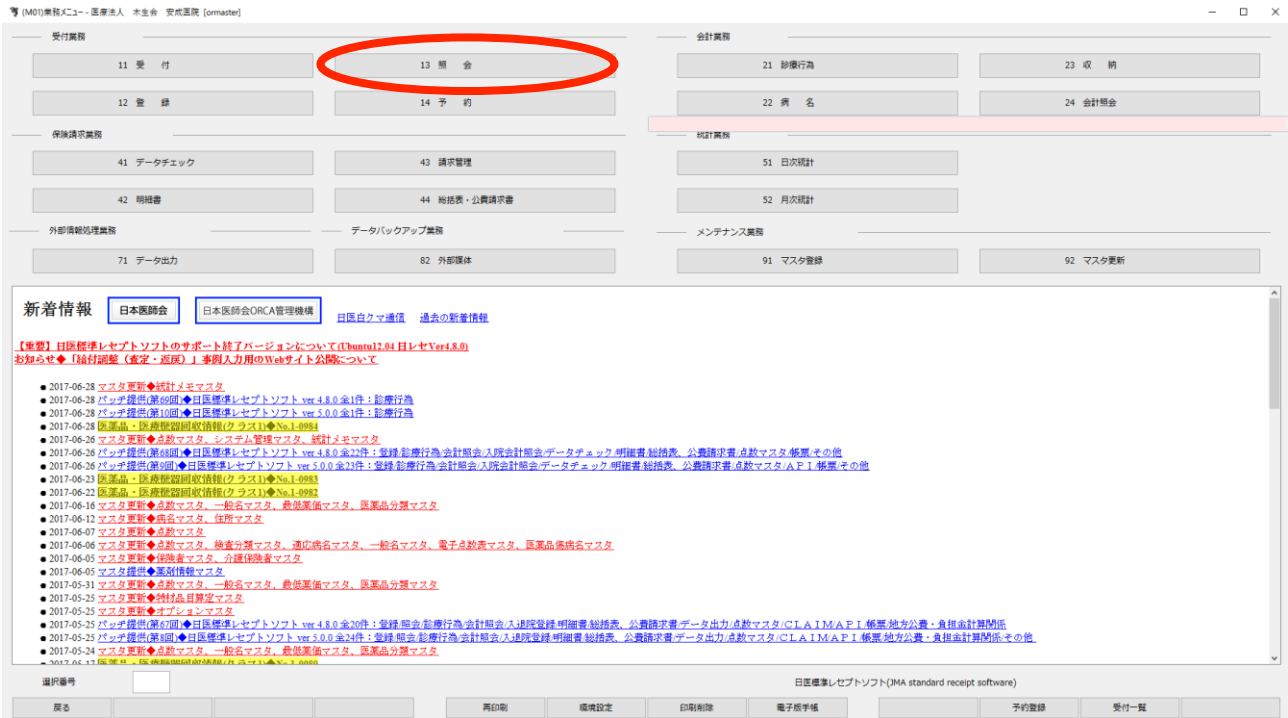 (M01)業務メニュー - 医療法人 木生会 安成医院 [ormaster]
受付業務
会計業務
11 受 付
13 照 会
21 診療行為
23 収 納
12 登 録
14 予 約
22 病 名
24 会計照会
保険請求業務
統計業務
41 データチェック
43 請求管理
51 日次統計
42 明細書
44 総括表・公費請求書
52 月次統計
外部情報処理業務
データバックアップ業務
メンテナンス業務
71 データ出力
82 外部媒体
91 マスタ登録
92 マスタ更新
新着情報 日本医師会 日本医師会ORCA管理機構 日医白クマ通信 過去の新着情報
【重要】日医標準レセプトソフトのサポート終了バージョンについて(Ubuntu12.04 日レセVer4.8.0)
お知らせ◆「給付調整（査定・返戻）」事例入力用のWebサイト公開について
2017-06-28 マスタ更新◆統計メモマスタ
2017-06-28 パッチ提供(第69回)◆日医標準レセプトソフト ver 4.8.0 全1件：診療行為
2017-06-28 パッチ提供(第10回)◆日医標準レセプトソフト ver 5.0.0 全1件：診療行為
2017-06-28 医薬品・医療機器回収情報(クラスI)◆No.1-0984
2017-06-26 マスタ更新◆点数マスタ、システム管理マスタ、統計メモマスタ
2017-06-26 パッチ提供(第68回)◆日医標準レセプトソフト ver 4.8.0 全22件：登録/診療行為/会計照会/入院会計照会/データチェック/明細書/総括表、公費請求書/点数マスタ/帳票/その他
2017-06-26 パッチ提供(第9回)◆日医標準レセプトソフト ver 5.0.0 全23件：登録/診療行為/会計照会/入院会計照会/データチェック/明細書/総括表、公費請求書/点数マスタ/ＡＰＩ/帳票/その他
2017-06-23 医薬品・医療機器回収情報(クラスI)◆No.1-0983
2017-06-22 医薬品・医療機器回収情報(クラスI)◆No.1-0982
2017-06-16 マスタ更新◆点数マスタ、一般名マスタ、最低薬価マスタ、医薬品分類マスタ
2017-06-12 マスタ更新◆病名マスタ、住所マスタ
2017-06-07 マスタ更新◆点数マスタ
2017-06-06 マスタ更新◆点数マスタ、検査分類マスタ、適応病名マスタ、一般名マスタ、電子点数表マスタ、医薬品傷病名マスタ
2017-06-05 マスタ更新◆保険者マスタ、介護保険者マスタ
2017-06-05 マスタ提供◆薬剤情報マスタ
2017-05-31 マスタ更新◆点数マスタ、一般名マスタ、最低薬価マスタ、医薬品分類マスタ
2017-05-25 マスタ更新◆特材品目算定マスタ
2017-05-25 マスタ更新◆オプションマスタ
2017-05-25 パッチ提供(第67回)◆日医標準レセプトソフト ver 4.8.0 全20件：登録/照会/診療行為/会計照会/入退院登録/明細書/総括表、公費請求書/データ出力/点数マスタ/ＣＬＡＩＭ/ＡＰＩ/帳票/地方公費・負担金計算関係
2017-05-25 パッチ提供(第8回)◆日医標準レセプトソフト ver 5.0.0 全24件：登録/照会/診療行為/会計照会/入退院登録/明細書/総括表、公費請求書/データ出力/点数マスタ/ＣＬＡＩＭ/ＡＰＩ/帳票/地方公費・負担金計算関係/その他
2017-05-24 マスタ更新◆点数マスタ、一般名マスタ、最低薬価マスタ、医薬品分類マスタ
2017-05-17 医薬品・医療機器回収情報(クラスI)◆No.1-0980
選択番号
日医標準レセプトソフト(JMA standard receipt software)
戻る 再印刷 環境設定 印刷削除 電子版手帳 予約登録 受付一覧